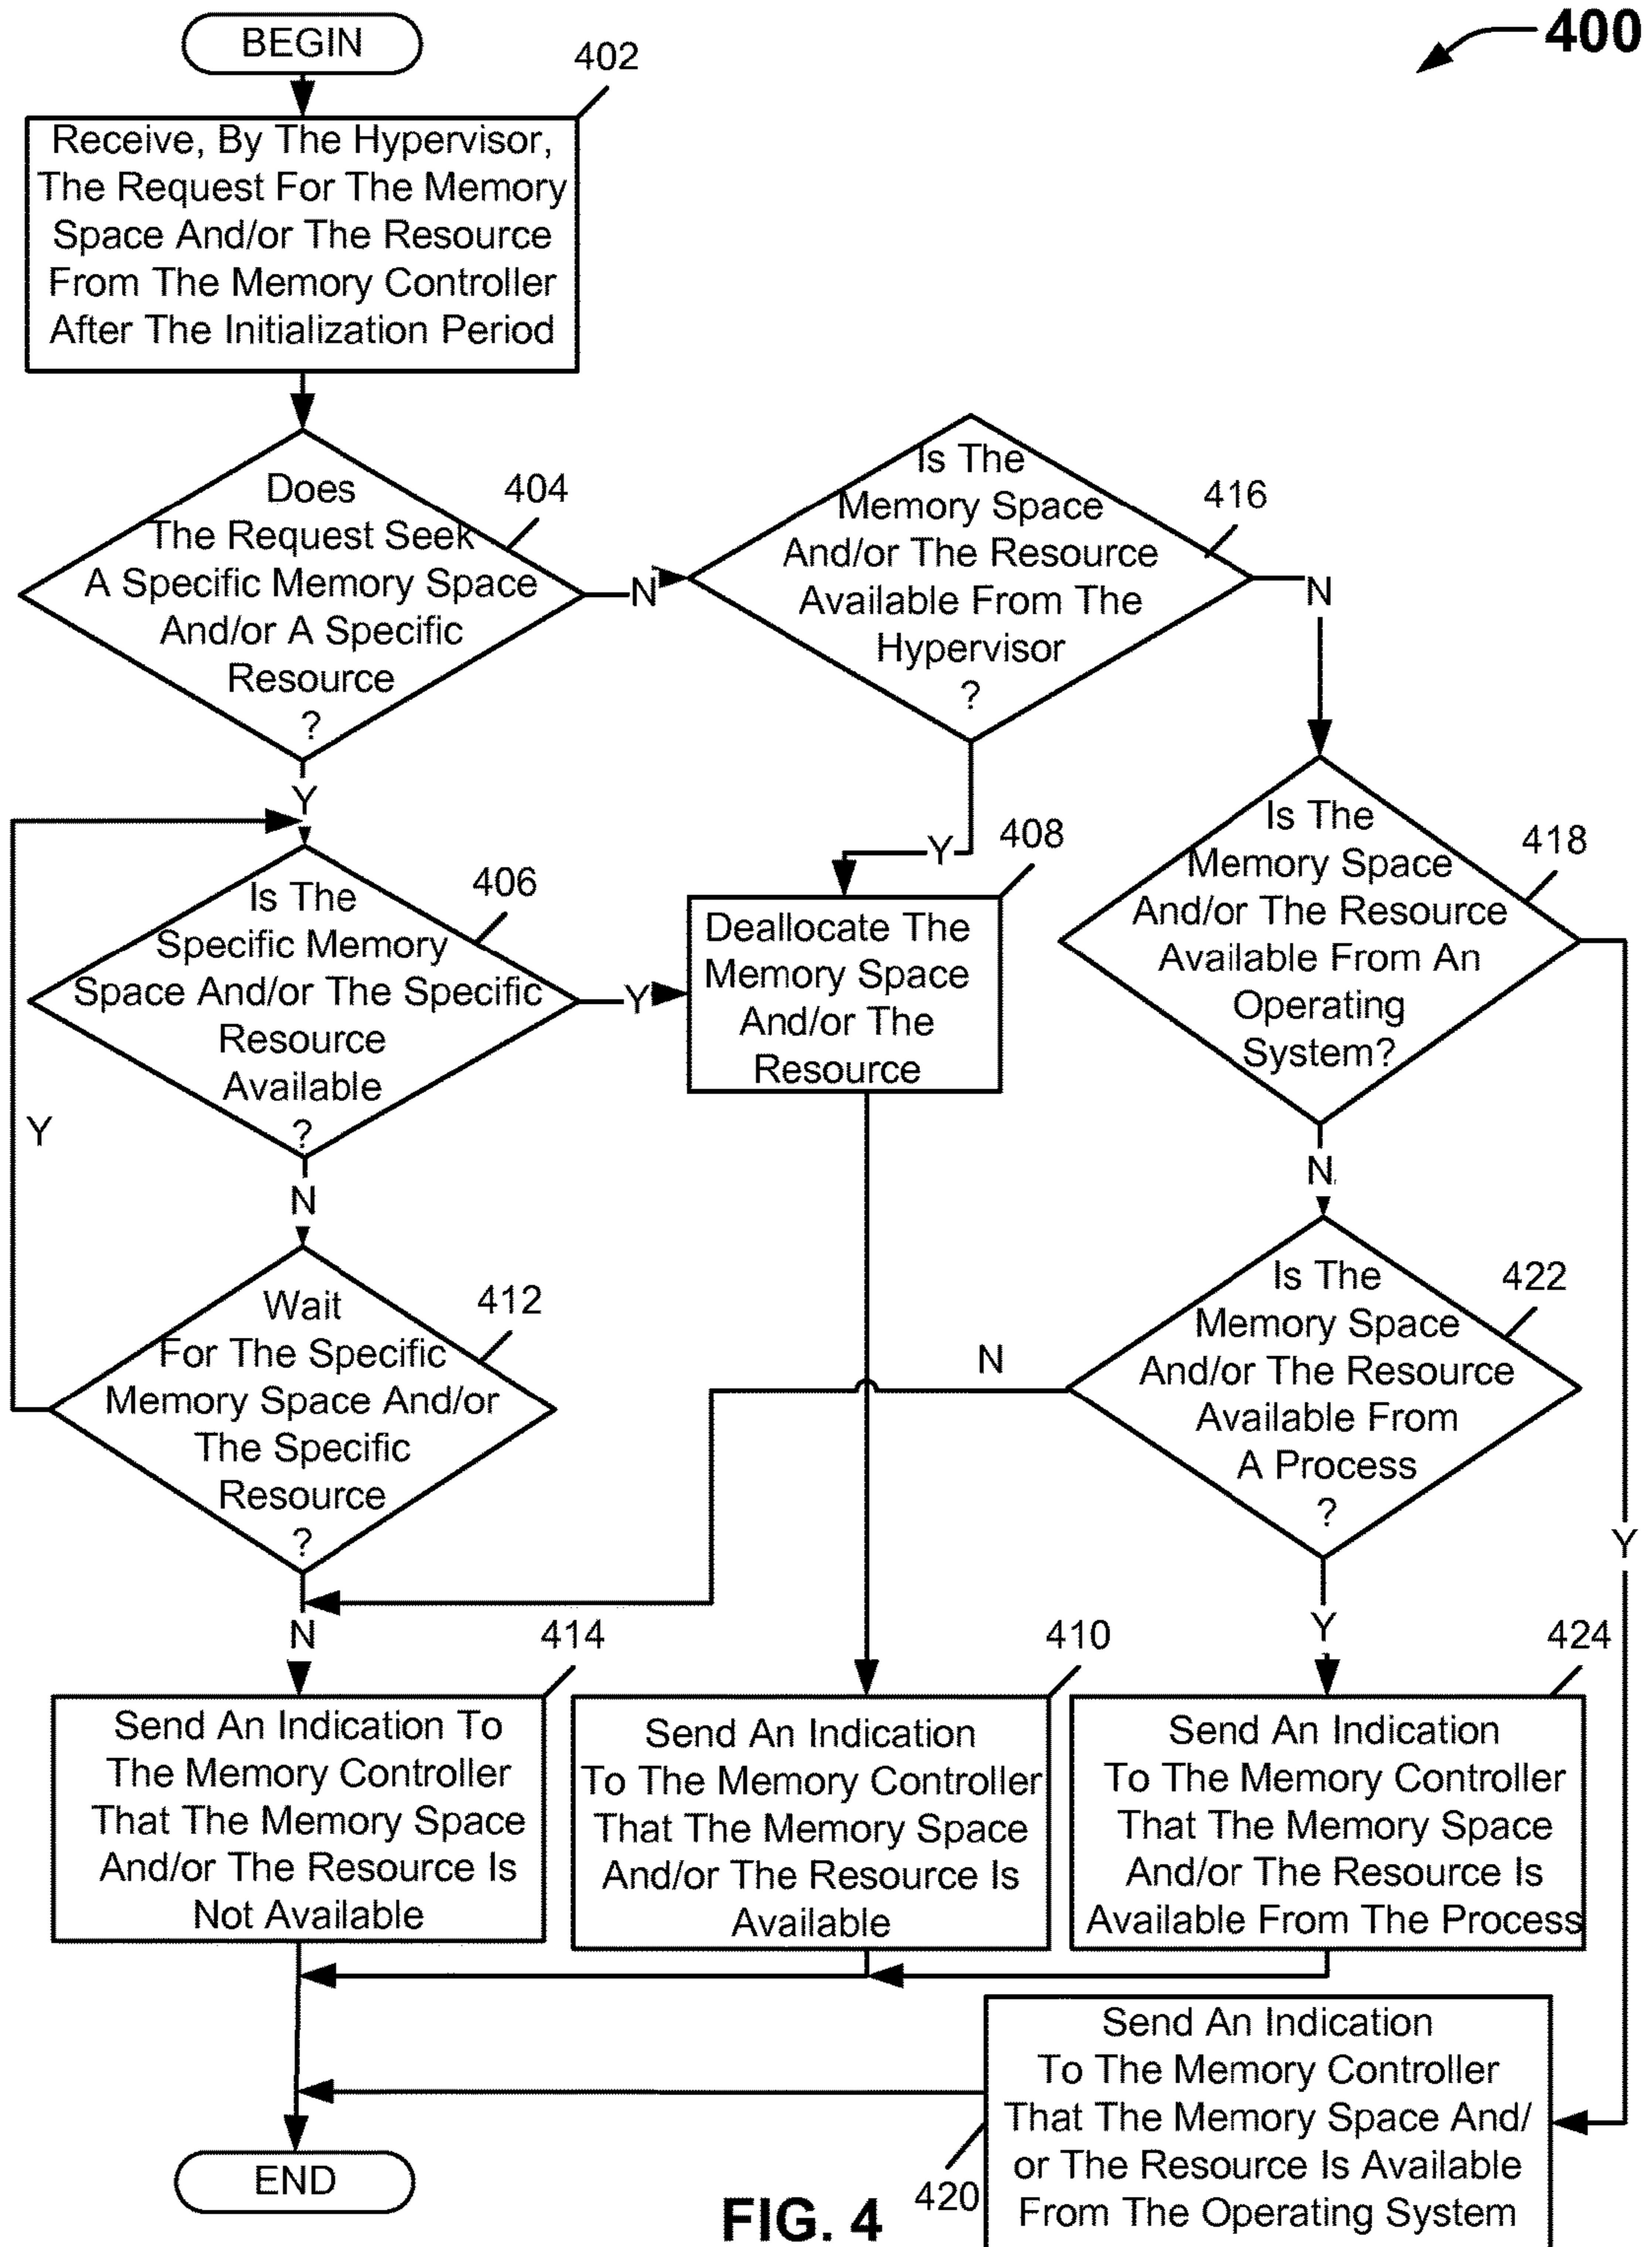 BEGIN
400
402
Receive, By The Hypervisor,
The Request For The Memory
Space And/or The Resource
From The Memory Controller
After The Initialization Period
404
Does
The Request Seek
A Specific Memory Space
And/or A Specific
Resource
?
N
Y
416
Is The
Memory Space
And/or The Resource
Available From The
Hypervisor
?
N
Y
406
Is The
Specific Memory
Space And/or The Specific
Resource
Available
?
Y
N
408
Deallocate The
Memory Space
And/or The
Resource
418
Is The
Memory Space
And/or The Resource
Available From An
Operating
System?
N
Y
412
Wait
For The Specific
Memory Space And/or
The Specific
Resource
?
Y
N
422
Is The
Memory Space
And/or The Resource
Available From
A Process
?
N
Y
414
Send An Indication To
The Memory Controller
That The Memory Space
And/or The Resource Is
Not Available
410
Send An Indication
To The Memory Controller
That The Memory Space
And/or The Resource Is
Available
424
Send An Indication
To The Memory Controller
That The Memory Space
And/or The Resource Is
Available From The Process
420
Send An Indication
To The Memory Controller
That The Memory Space And/
or The Resource Is Available
From The Operating System
END
FIG. 4